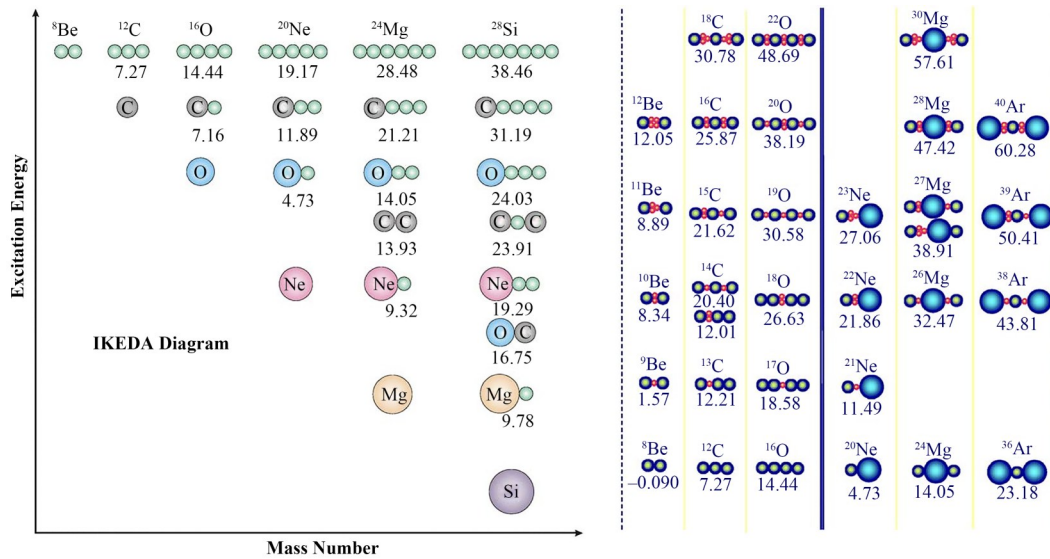 ⁸Be ¹²C ¹⁶O ²⁰Ne ²⁴Mg ²⁸Si
7.27 14.44 19.17 28.48 38.46
C C C C C
7.16 11.89 21.21 31.19
O O O O
4.73 14.05 24.03
C C C C
13.93 23.91
Ne Ne Ne
9.32 19.29
O C
16.75
IKEDA Diagram
Mg Mg
9.78
Si
Excitation Energy
Mass Number
¹⁸C ²²O ³⁰Mg
30.78 48.69 57.61
¹²Be ¹⁶C ²⁰O ²⁸Mg ⁴⁰Ar
12.05 25.87 38.19 47.42 60.28
¹¹Be ¹⁵C ¹⁹O ²³Ne ²⁷Mg ³⁹Ar
8.89 21.62 30.58 27.06 38.91 50.41
¹⁰Be ¹⁴C ¹⁸O ²²Ne ²⁶Mg ³⁸Ar
8.34 20.40 26.63 21.86 32.47 43.81
12.01
⁹Be ¹³C ¹⁷O ²¹Ne
1.57 12.21 18.58 11.49
⁸Be ¹²C ¹⁶O ²⁰Ne ²⁴Mg ³⁶Ar
−0.090 7.27 14.44 4.73 14.05 23.18